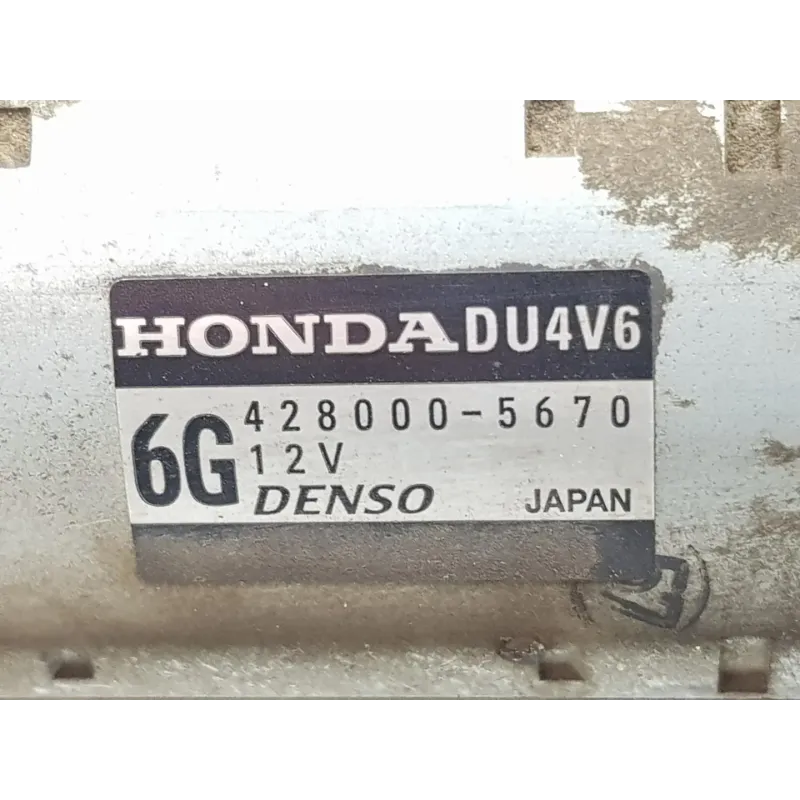 HONDA DU4V6
6G 428000-5670
12V
DENSO JAPAN